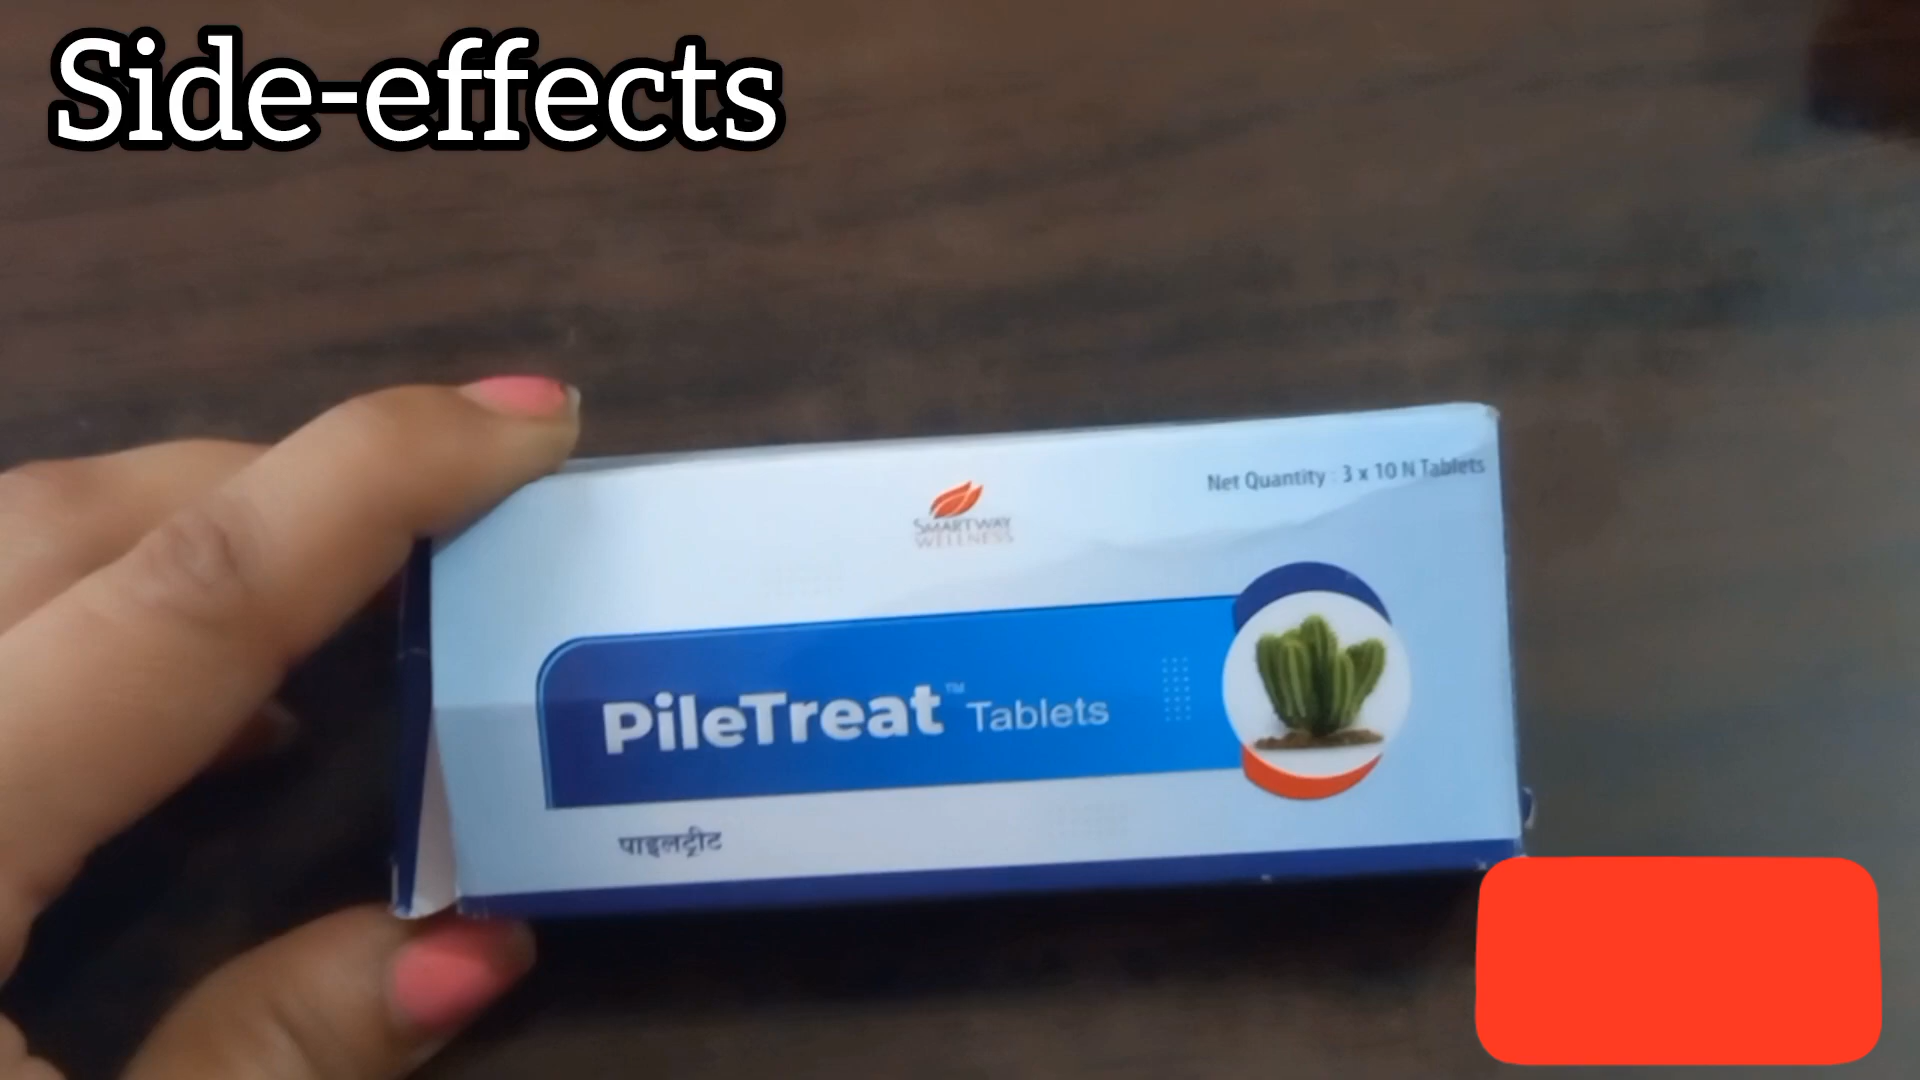 Side-effects
Net Quantity : 3 x 10 N Tablets
SMARTWAY
WELLNESS
PileTreat™ Tablets
पाइलट्रीट